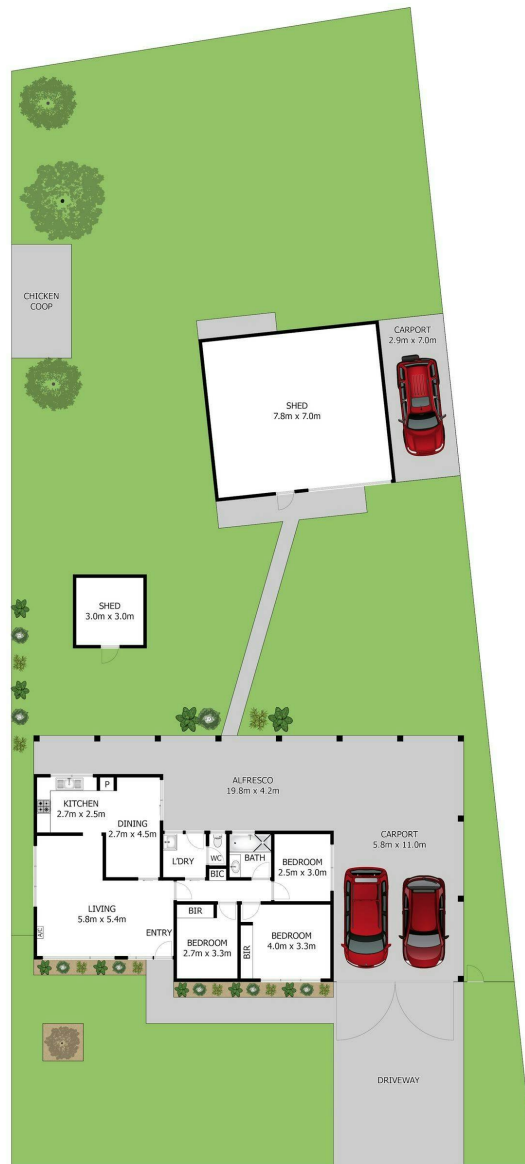 CHICKEN
COOP
CARPORT
2.9m x 7.0m
SHED
7.8m x 7.0m
SHED
3.0m x 3.0m
ALFRESCO
19.8m x 4.2m
P
KITCHEN
2.7m x 2.5m
DINING
2.7m x 4.5m
L'DRY
WC
BATH
BIC
BEDROOM
2.5m x 3.0m
CARPORT
5.8m x 11.0m
LIVING
5.8m x 5.4m
ENTRY
A/C
BIR
BEDROOM
2.7m x 3.3m
BIR
BEDROOM
4.0m x 3.3m
DRIVEWAY